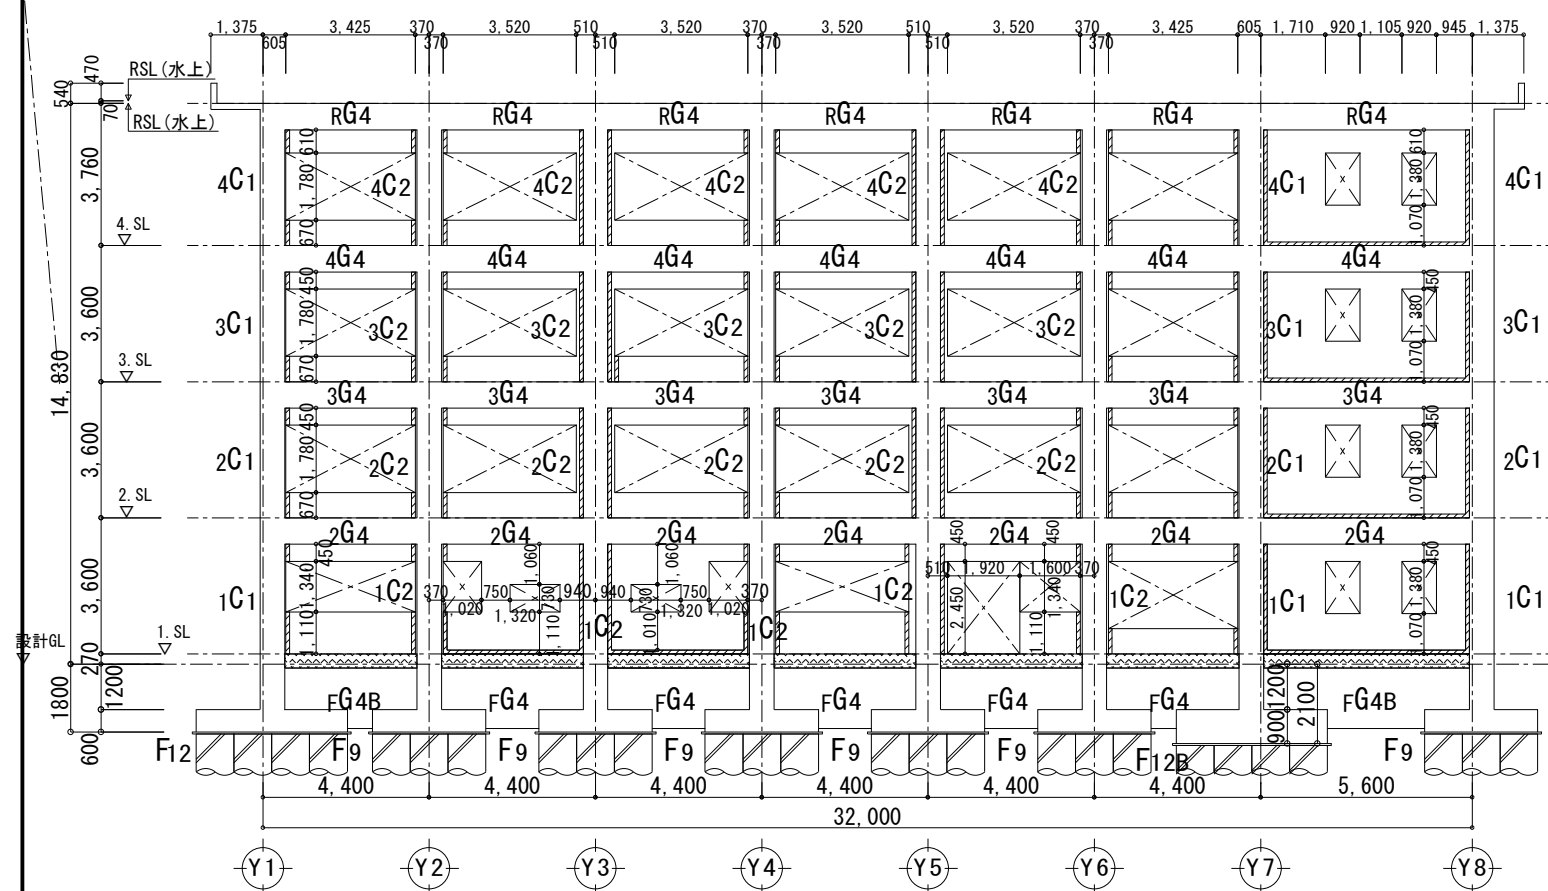 1,375 605 3,425 370 370 3,520 510 510 3,520 370 370 3,520 510 510 3,520 370 370 3,425 605 1,710 920 1,105 920 945 1,375
470 RSL(水上)
540
70 RSL(水上)
RG4 RG4 RG4 RG4 RG4 RG4 RG4
610 610
3,760 4C1 1,780 4C2 4C2 4C2 4C2 4C2 4C1 1,380 4C1
670 1,070
4.SL
4G4 4G4 4G4 4G4 4G4 4G4 4G4
450 450
3,600 3C1 1,780 3C2 3C2 3C2 3C2 3C2 3C1 1,380 3C1
670 1,070
14,830
3.SL
3G4 3G4 3G4 3G4 3G4 3G4 3G4
450 450
3,600 2C1 1,780 2C2 2C2 2C2 2C2 2C2 2C1 1,380 2C1
670 1,070
2.SL
2G4 2G4 2G4 2G4 2G4 2G4 2G4
450 1,060 1,060 450 450 450
510 1,920 1,600 370
3,600 1C1 1,340 1C2 370 750 940 940 750 370 1C2 2,450 1,340 1C2 1C1 1,380 1C1
1,020 1,320 730 730 1,320 1,020
1,110 1,110 1C2 1,010 1C2 1,110 1,070
設計GL 1.SL
270
1800 1200 1200 2100
FG4B FG4 FG4 FG4 FG4 FG4 FG4B
900
600 F12 F9 F9 F9 F9 F9 F12B F9
4,400 4,400 4,400 4,400 4,400 4,400 5,600
32,000
Y1 Y2 Y3 Y4 Y5 Y6 Y7 Y8